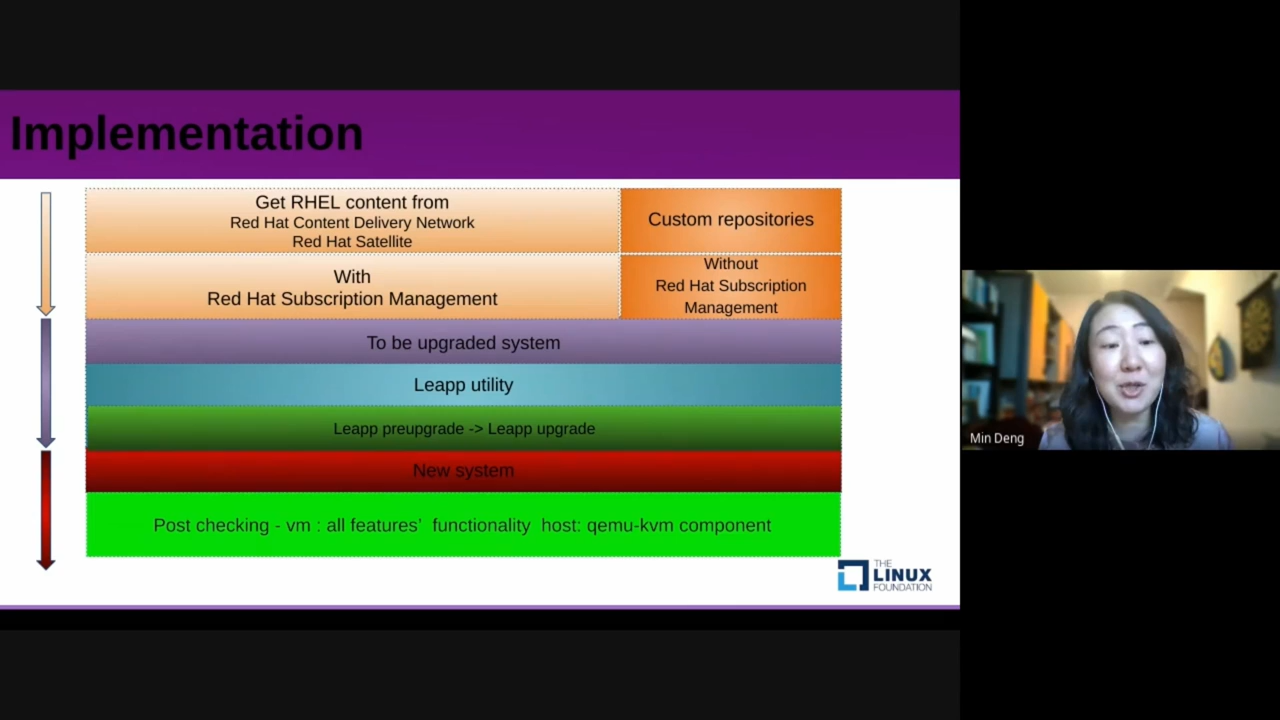 Implementation
Get RHEL content from
Red Hat Content Delivery Network
Red Hat Satellite
Custom repositories
With
Red Hat Subscription Management
Without
Red Hat Subscription
Management
To be upgraded system
Leapp utility
Leapp preupgrade -> Leapp upgrade
New system
Post checking - vm : all features’ functionality host: qemu-kvm component
THE
LINUX
FOUNDATION
Min Deng